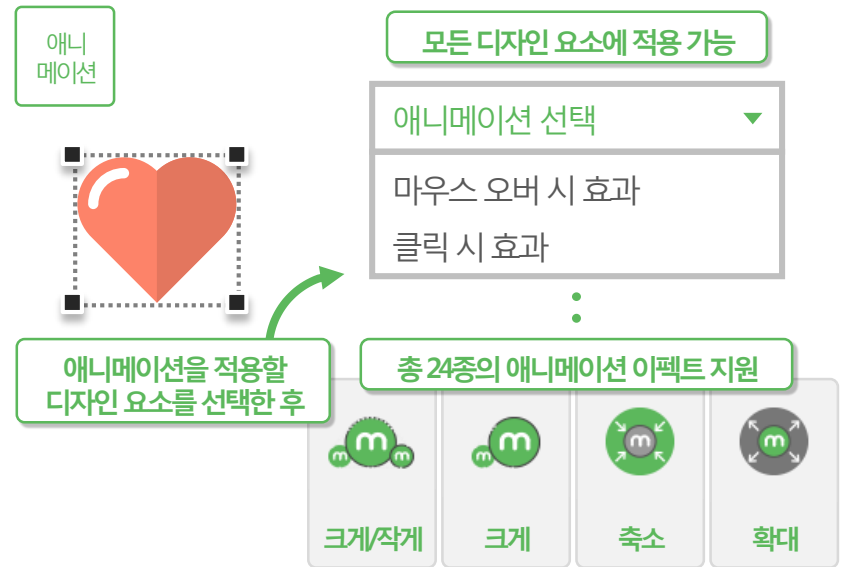 애니
메이션
모든 디자인 요소에 적용 가능
애니메이션 선택
마우스 오버 시 효과
클릭 시 효과
애니메이션을 적용할
디자인 요소를 선택한 후
총 24종의 애니메이션 이펙트 지원
m m m
m m
m
m
크게/작게
크게
축소
확대